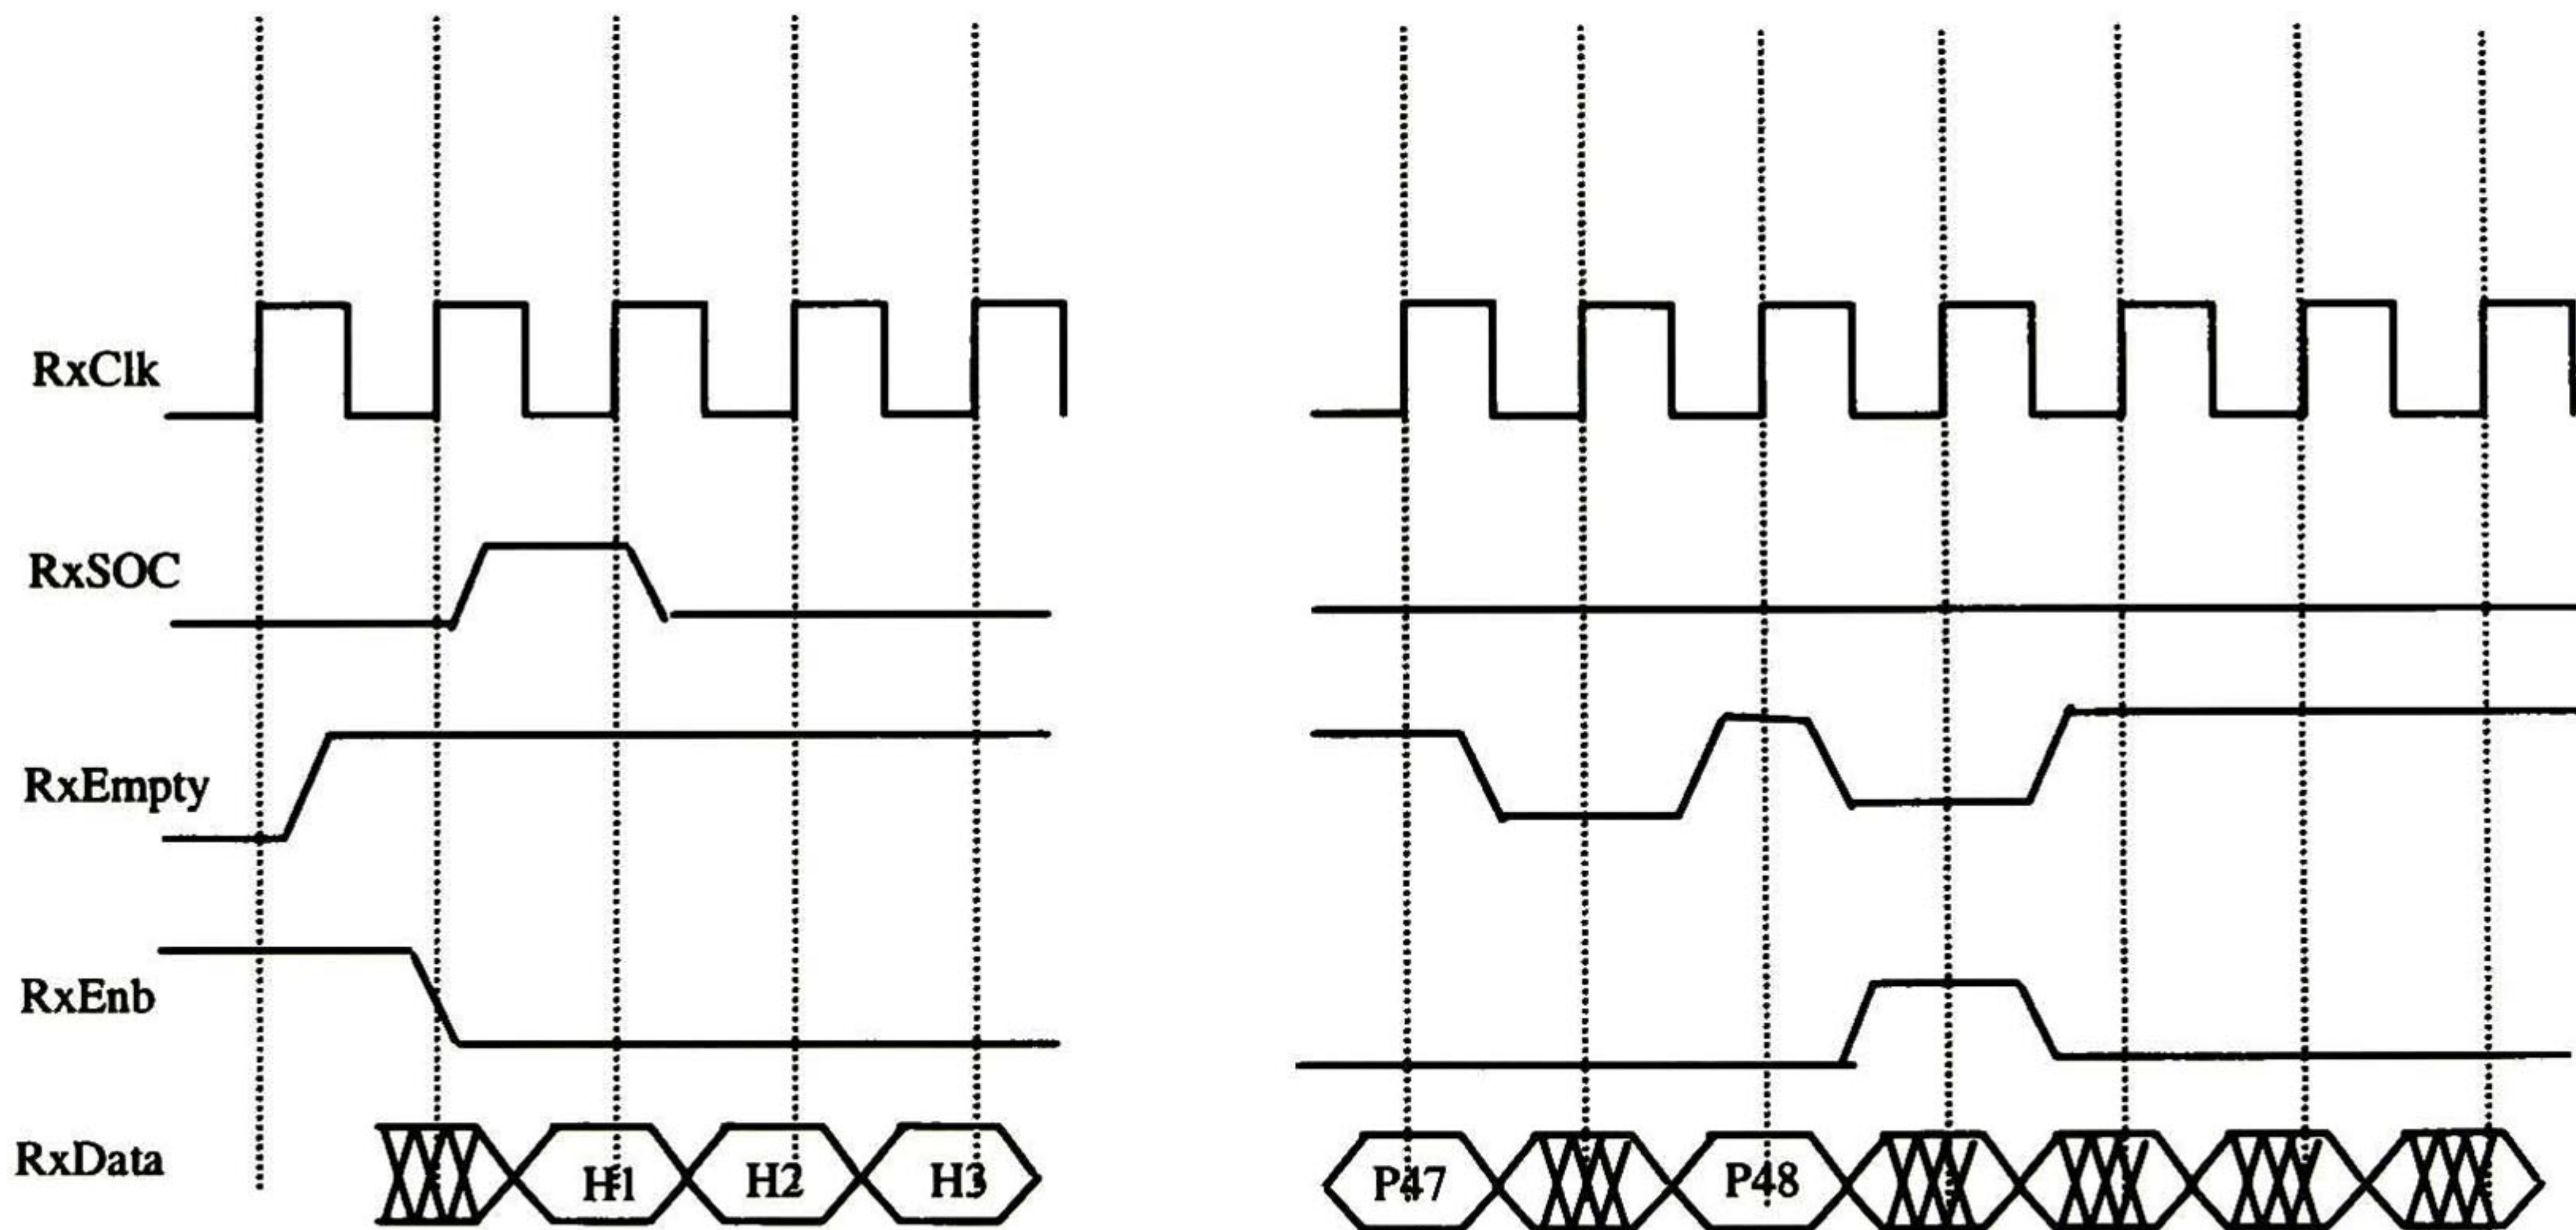 RxClk
RxSOC
RxEmpty
RxEnb
RxData H1 H2 H3 P47 P48